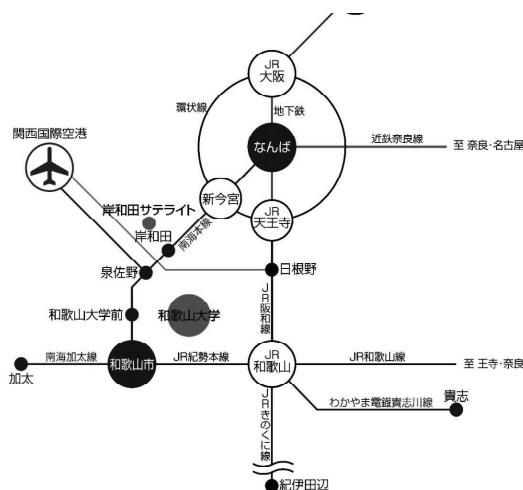 JR
大阪
環状線
地下鉄
関西国際空港
なんば
近鉄奈良線
至 奈良・名古屋
岸和田サテライト
新今宮
JR
天王寺
岸和田
南海本線
泉佐野
日根野
和歌山大学前
和歌山大学
JR阪和線
南海加太線
加太
和歌山市
JR紀勢本線
JR
和歌山
JR和歌山線
至 王寺・奈良
わかやま電鐵貴志川線
貴志
JRきのくに線
紀伊田辺